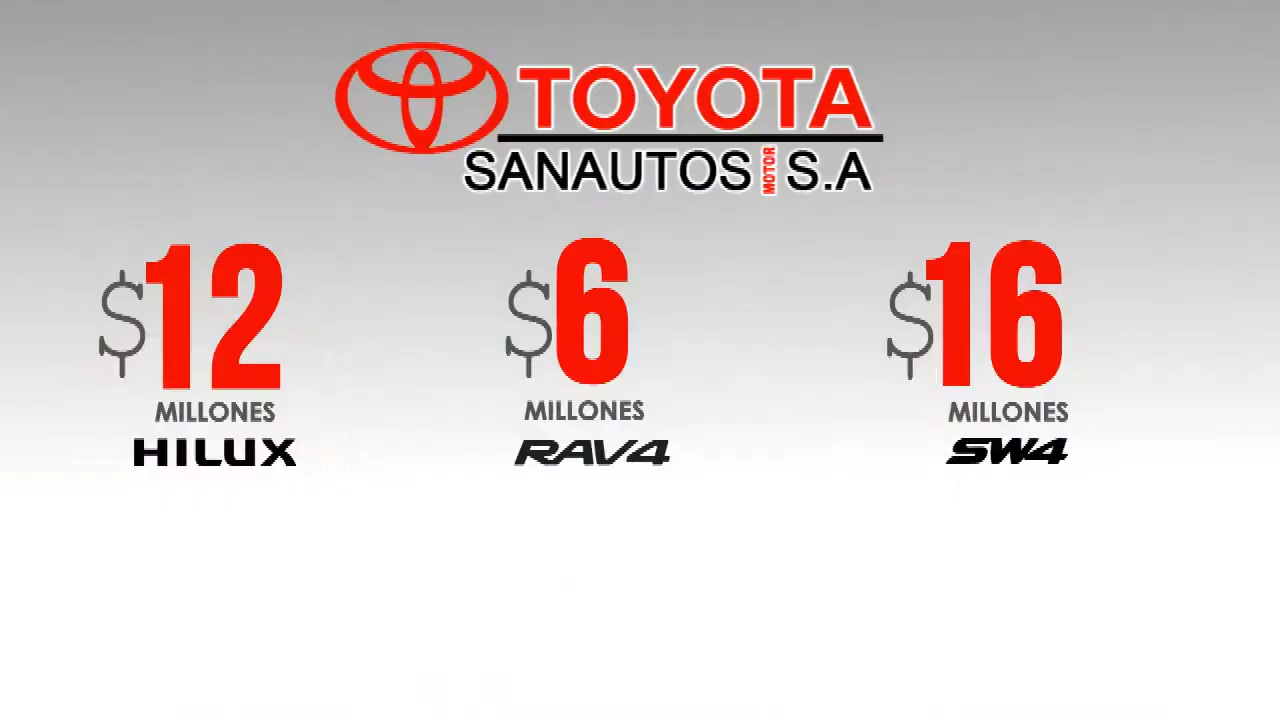 TOYOTA
SANAUTOS MOTOR S.A
$12
MILLONES
HILUX
$6
MILLONES
RAV4
$16
MILLONES
SW4